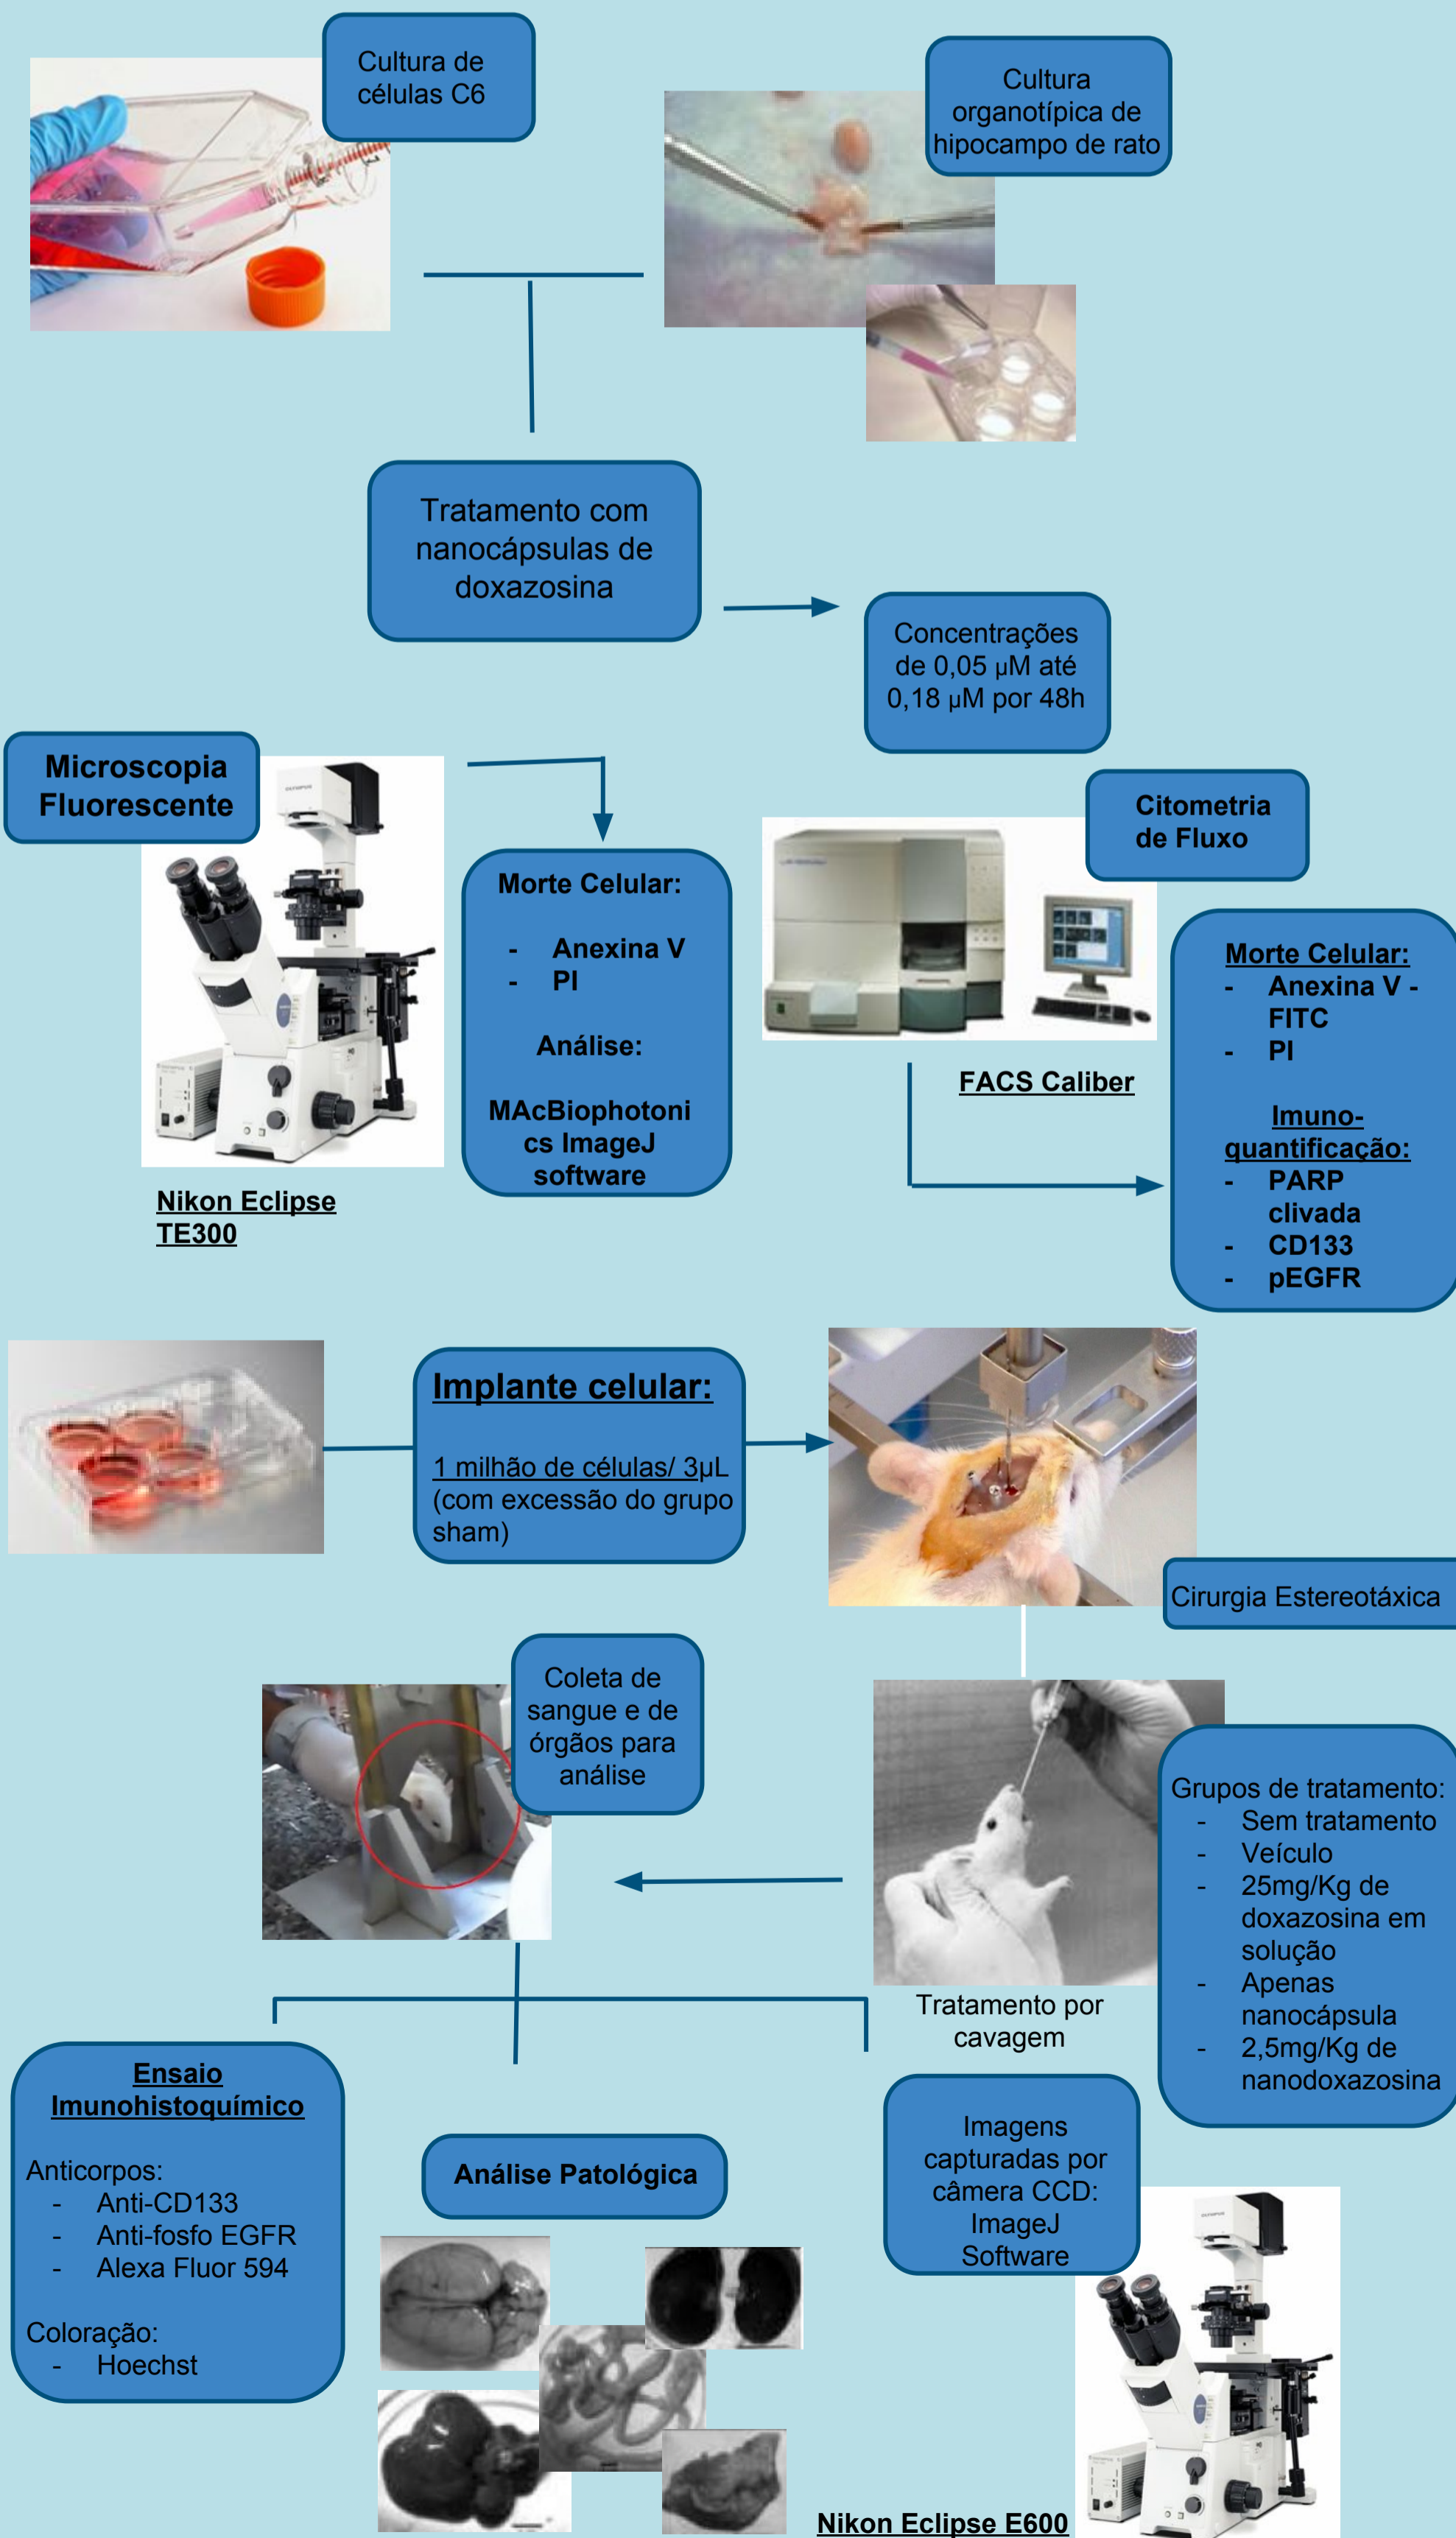 Cultura de
células C6
Cultura
organotípica de
hipocampo de rato
Tratamento com
nanocápsulas de
doxazosina
Concentrações
de 0,05 µM até
0,18 µM por 48h
Microscopia
Fluorescente
OLYMPUS
Nikon Eclipse
TE300
Morte Celular:
- Anexina V
- PI
Análise:
MAcBiophotoni
cs ImageJ
software
Citometria
de Fluxo
FACS Caliber
Morte Celular:
- Anexina V -
FITC
- PI
Imuno-
quantificação:
- PARP
clivada
- CD133
- pEGFR
Implante celular:
1 milhão de células/ 3µL
(com excessão do grupo
sham)
Cirurgia Estereotáxica
Coleta de
sangue e de
órgãos para
análise
Tratamento por
cavagem
Grupos de tratamento:
- Sem tratamento
- Veículo
- 25mg/Kg de
doxazosina em
solução
- Apenas
nanocápsula
- 2,5mg/Kg de
nanodoxazosina
Ensaio
Imunohistoquímico
Anticorpos:
- Anti-CD133
- Anti-fosfo EGFR
- Alexa Fluor 594
Coloração:
- Hoechst
Análise Patológica
Imagens
capturadas por
câmera CCD:
ImageJ
Software
OLYMPUS
Nikon Eclipse E600